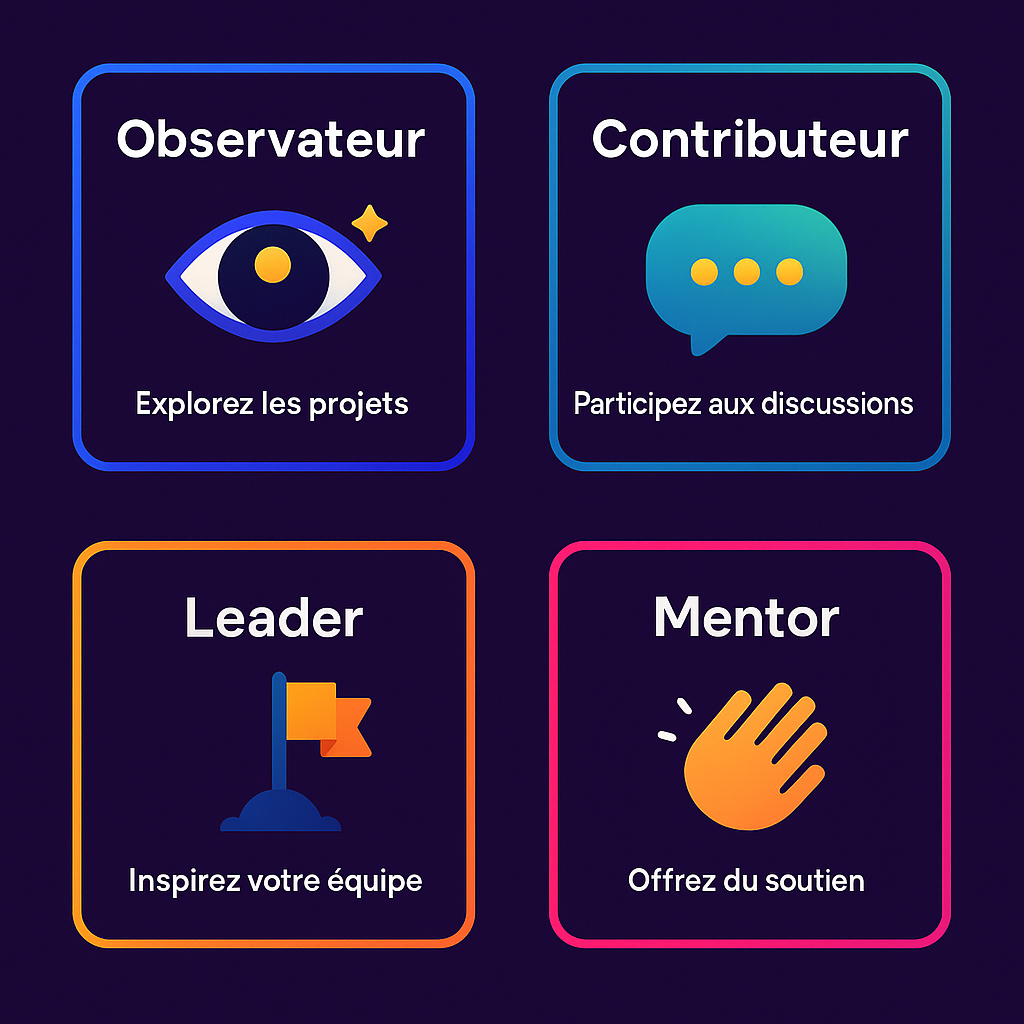 Observateur
Explorez les projets
Contributeur
Participez aux discussions
Leader
Inspirez votre équipe
Mentor
Offrez du soutien